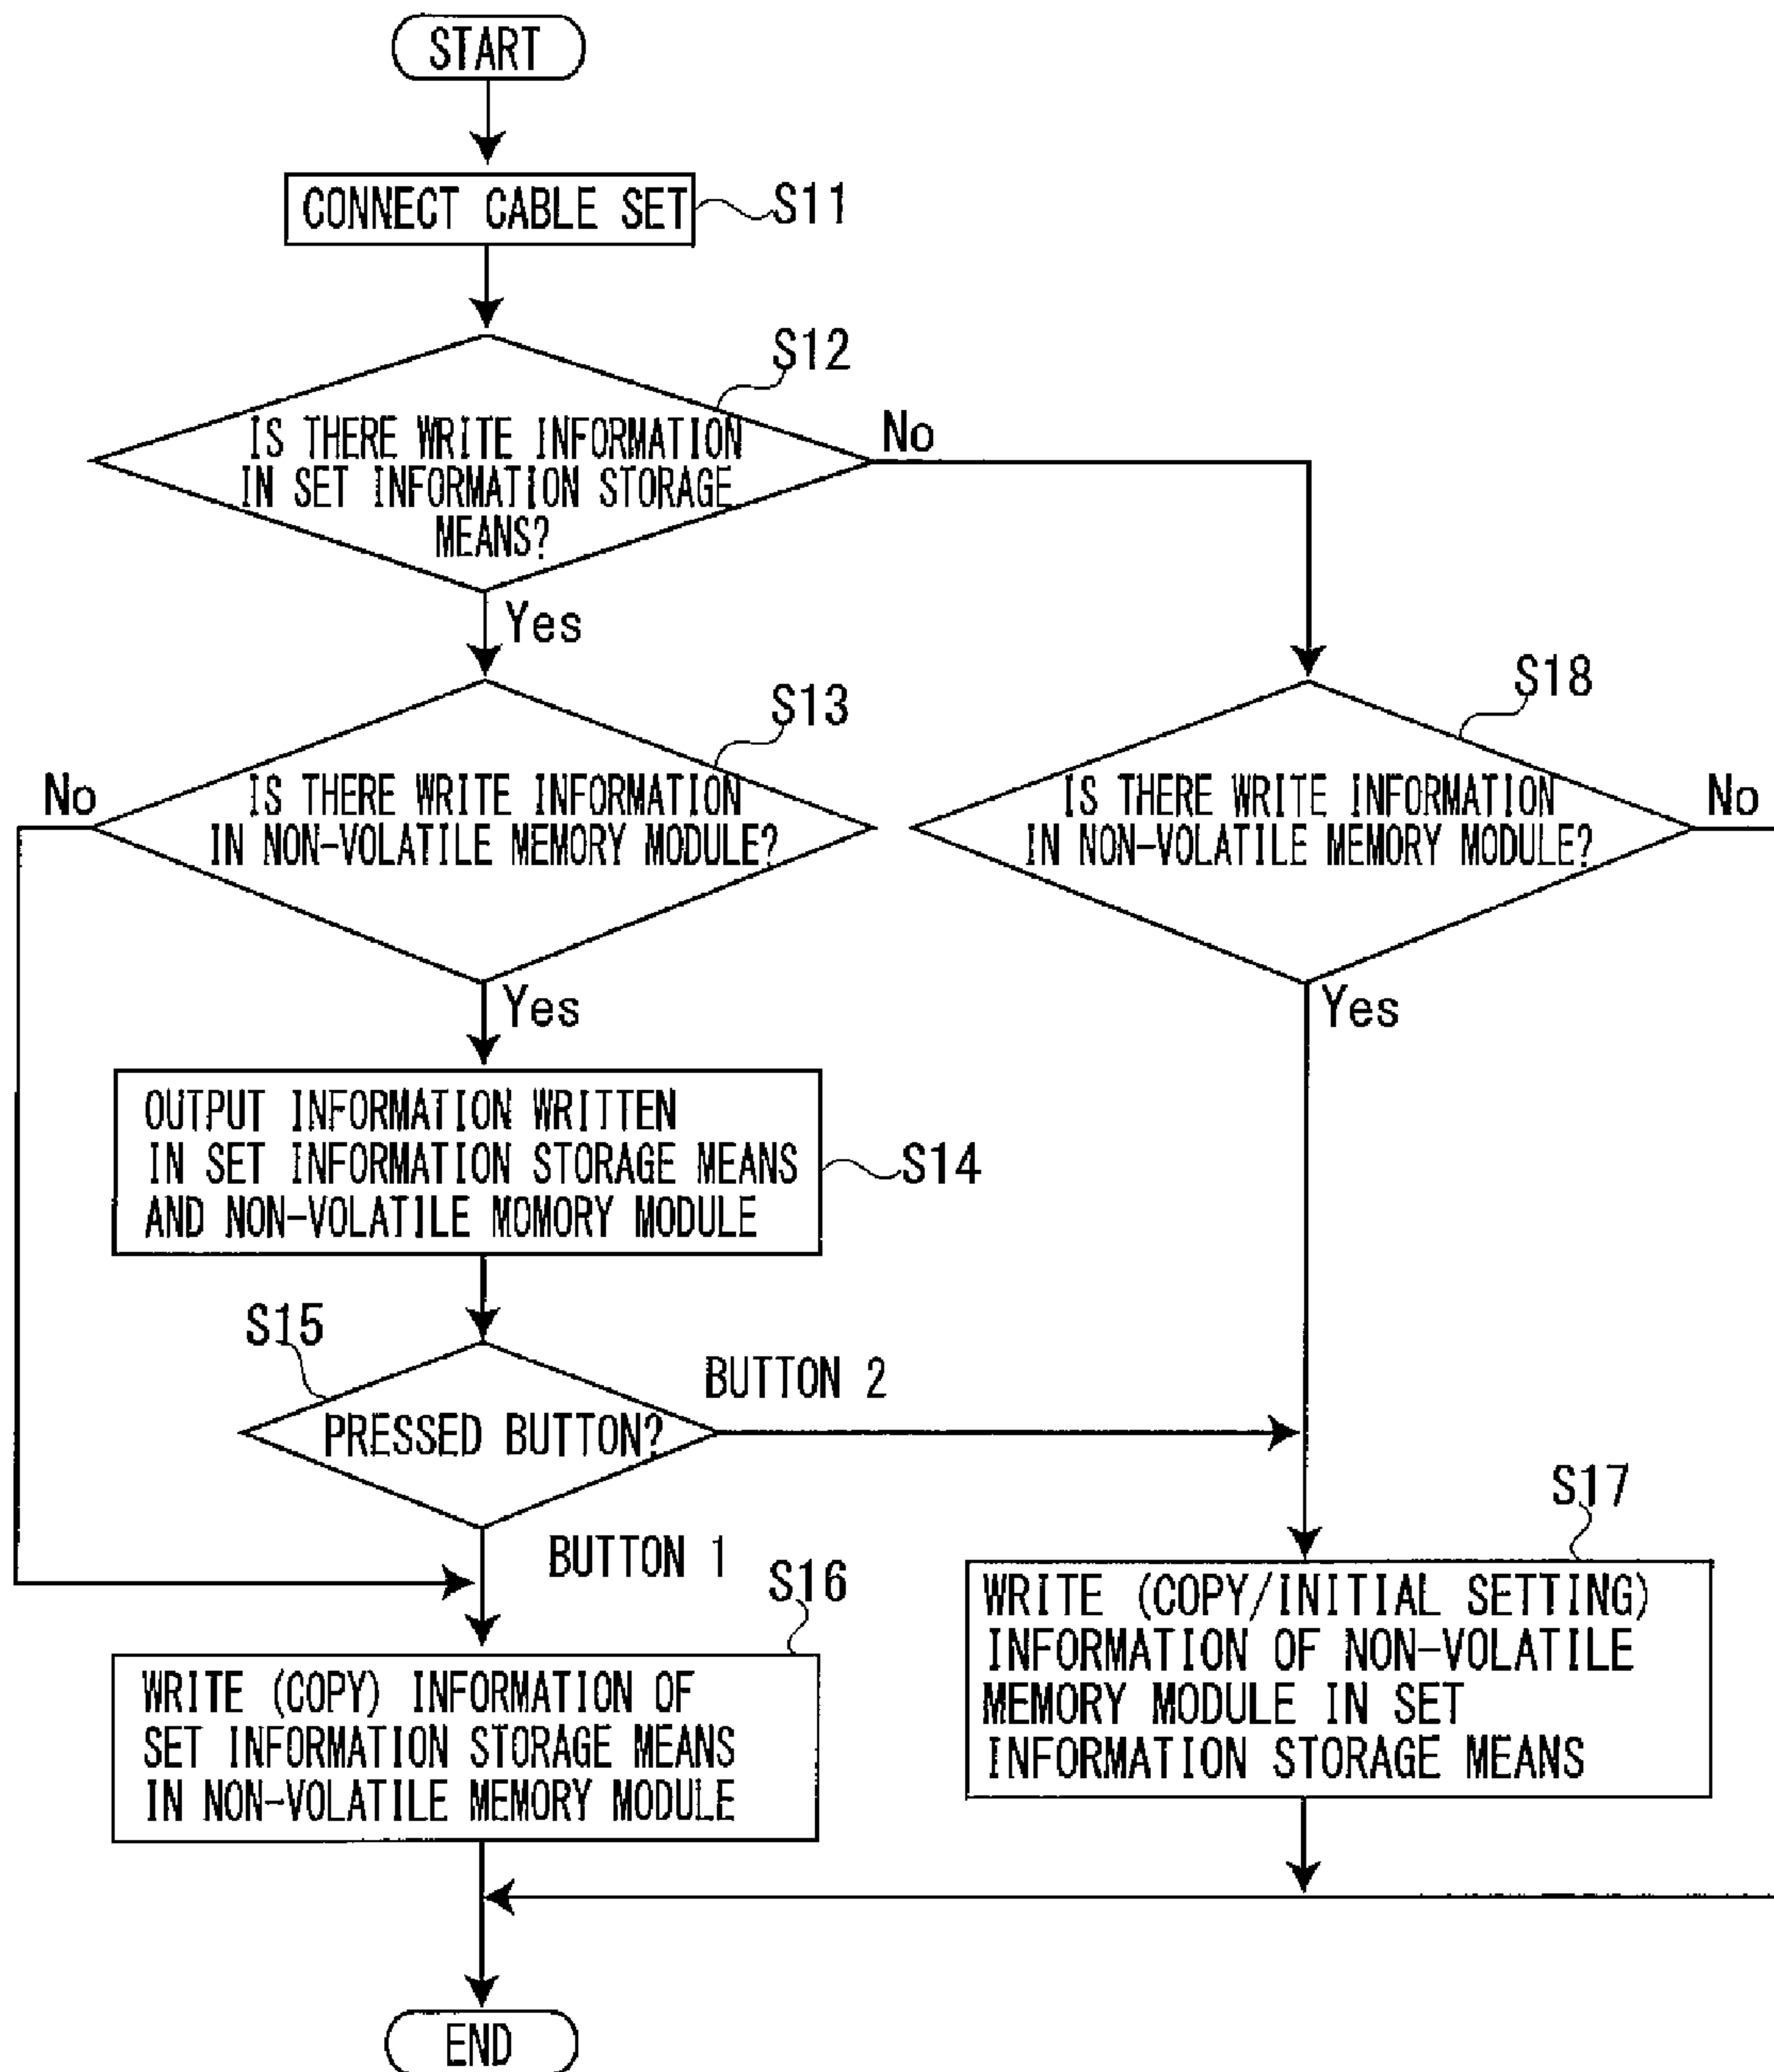 START
CONNECT CABLE SET
S11
S12
IS THERE WRITE INFORMATION
IN SET INFORMATION STORAGE
MEANS?
No
Yes
S13
IS THERE WRITE INFORMATION
IN NON-VOLATILE MEMORY MODULE?
No
Yes
S18
IS THERE WRITE INFORMATION
IN NON-VOLATILE MEMORY MODULE?
No
Yes
OUTPUT INFORMATION WRITTEN
IN SET INFORMATION STORAGE MEANS
AND NON-VOLATILE MOMORY MODULE
S14
S15
PRESSED BUTTON?
BUTTON 2
BUTTON 1
S16
WRITE (COPY) INFORMATION OF
SET INFORMATION STORAGE MEANS
IN NON-VOLATILE MEMORY MODULE
S17
WRITE (COPY/INITIAL SETTING)
INFORMATION OF NON-VOLATILE
MEMORY MODULE IN SET
INFORMATION STORAGE MEANS
END